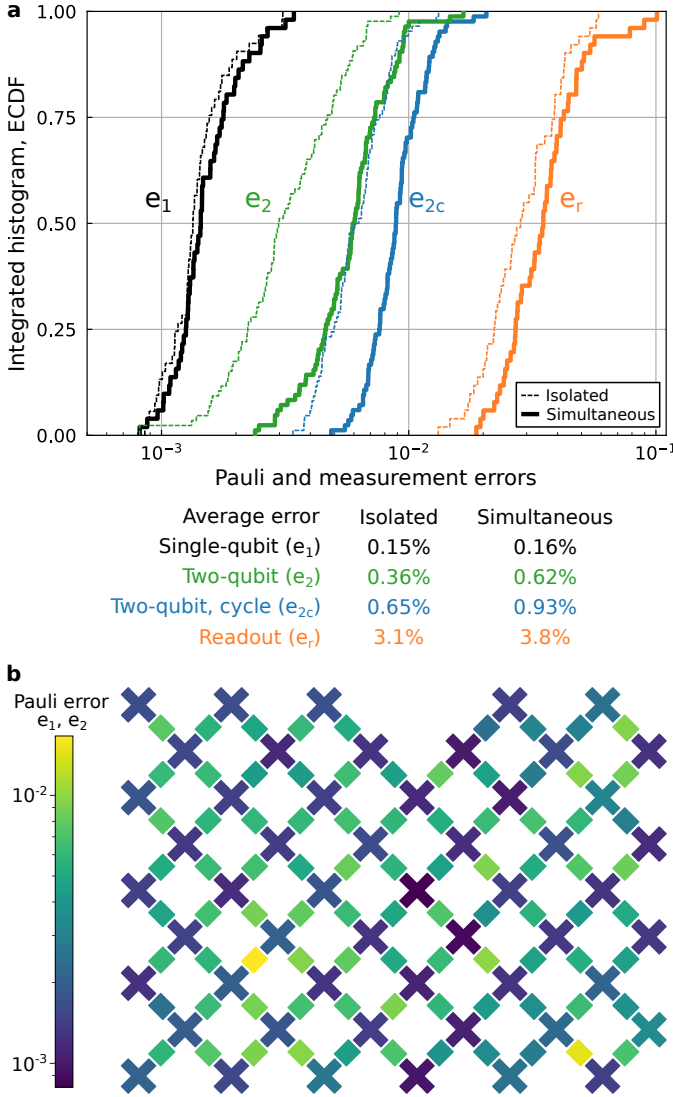 a
Integrated histogram, ECDF
1.00
0.75
0.50
0.25
0.00
e₁
e₂
e₂c
eᵣ
Isolated
Simultaneous
10⁻³
10⁻²
10⁻¹
Pauli and measurement errors
Average error Isolated Simultaneous
Single-qubit (e₁) 0.15% 0.16%
Two-qubit (e₂) 0.36% 0.62%
Two-qubit, cycle (e₂c) 0.65% 0.93%
Readout (eᵣ) 3.1% 3.8%
b
Pauli error
e₁, e₂
10⁻²
10⁻³